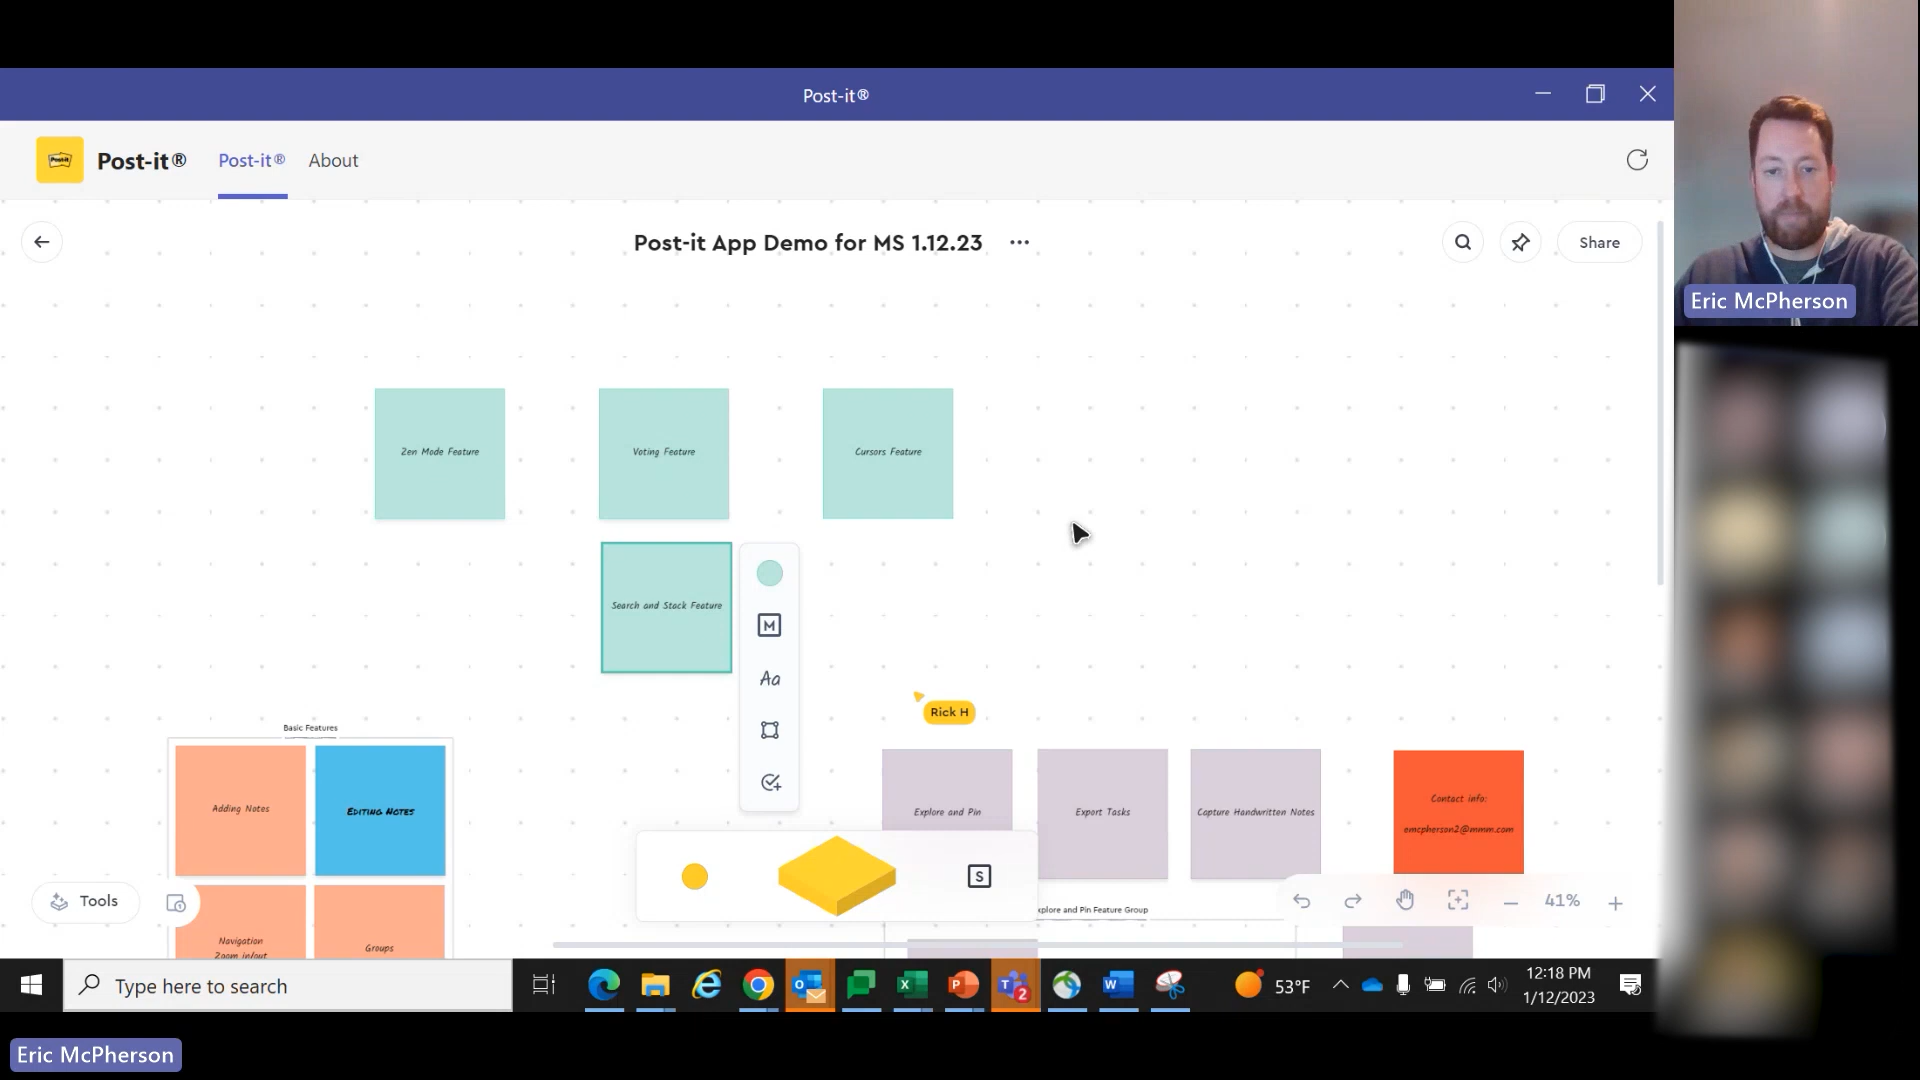 Post-it®
Post-it
Post-it®
Post-it®
About
Post-it App Demo for MS 1.12.23
Share
Eric McPherson
Zen Mode Feature
Voting Feature
Cursors Feature
Search and Stack Feature
M
Aa
Rick H
Basic Features
Adding Notes
Editing Notes
Explore and Pin
Export Tasks
Capture Handwritten Notes
Contact info:
emcpherson2@mmm.com
S
Tools
41%
xplore and Pin Feature Group
Navigation
Zoom in/out
Groups
Type here to search
53°F
12:18 PM
1/12/2023
Eric McPherson